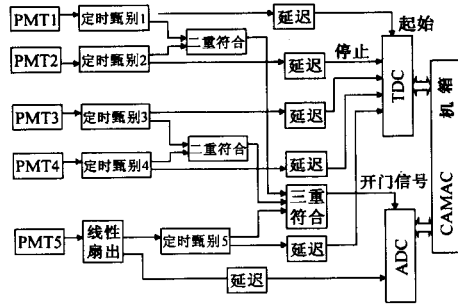 PMT1
定时甄别1
延迟
起始
二重符合
PMT2
定时甄别2
延迟
停止
TDC
PMT3
定时甄别3
延迟
二重符合
PMT4
定时甄别4
延迟
三重
符合
开门信号
CAMAC 机箱
PMT5
线性
扇出
定时甄别5
延迟
ADC
延迟